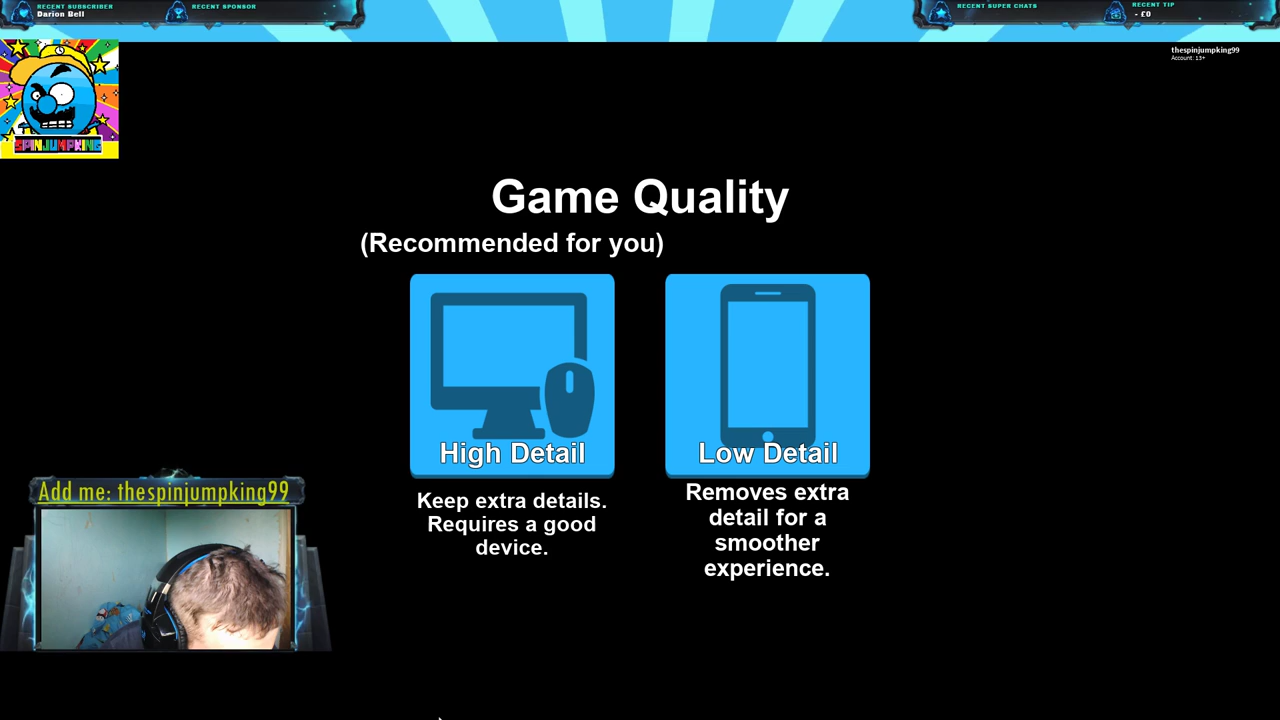 RECENT SUBSCRIBER
Darion Bell
RECENT SPONSOR
RECENT SUPER CHATS
RECENT TIP
- £0
thespinjumpking99
Account: 13+
SPINJUMPKING
Game Quality
(Recommended for you)
High Detail
Low Detail
Keep extra details.
Requires a good
device.
Removes extra
detail for a
smoother
experience.
Add me: thespinjumpking99